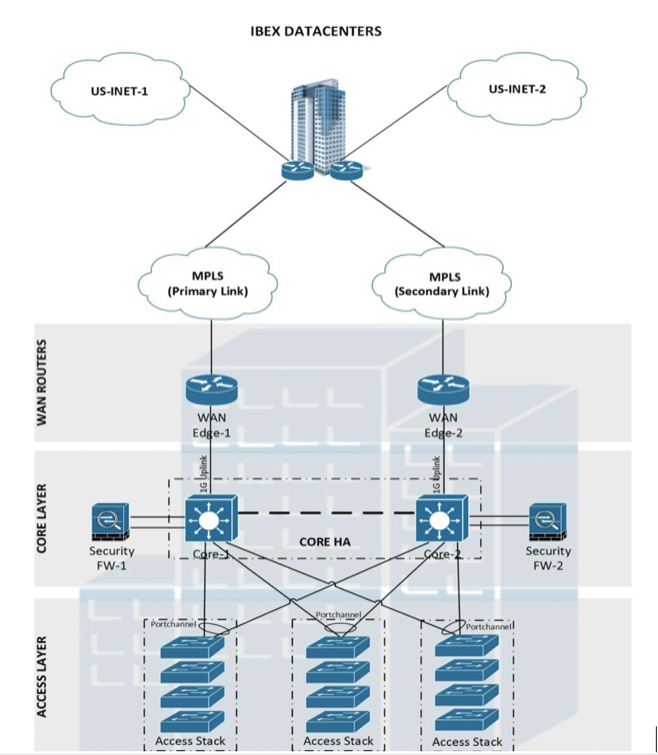 IBEX DATACENTERS
US-INET-1
US-INET-2
MPLS
(Primary Link)
MPLS
(Secondary Link)
WAN ROUTERS
WAN
Edge-1
WAN
Edge-2
CORE LAYER
1G Uplink
1G Uplink
CORE HA
Core-1
Core-2
Security
FW-1
Security
FW-2
ACCESS LAYER
Portchannel
Portchannel
Portchannel
Access Stack
Access Stack
Access Stack